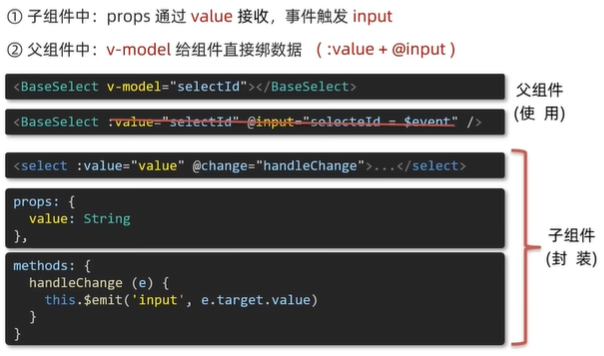 ① 子组件中：props 通过 value 接收，事件触发 input
② 父组件中：v-model 给组件直接绑数据 （ :value + @input ）
<BaseSelect v-model="selectId"></BaseSelect>
<BaseSelect :value="selectId" @input="selecteId = $event" />
父组件
(使 用)
<select :value="value" @change="handleChange">...</select>
props: {
  value: String
},
methods: {
  handleChange (e) {
    this.$emit('input', e.target.value)
  }
}
子组件
(封 装)